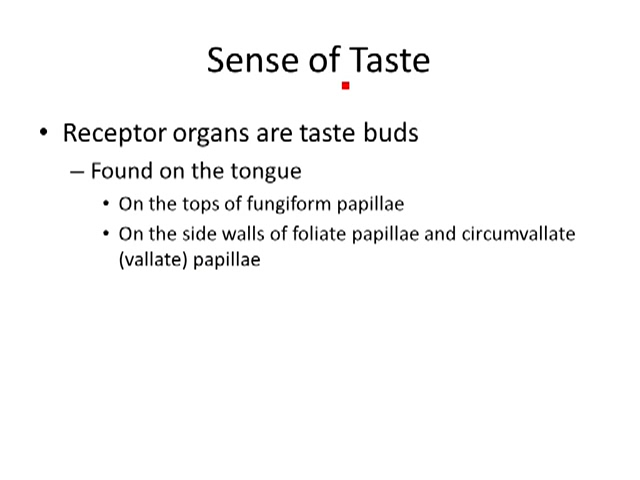 Sense of Taste
• Receptor organs are taste buds
– Found on the tongue
• On the tops of fungiform papillae
• On the side walls of foliate papillae and circumvallate
(vallate) papillae